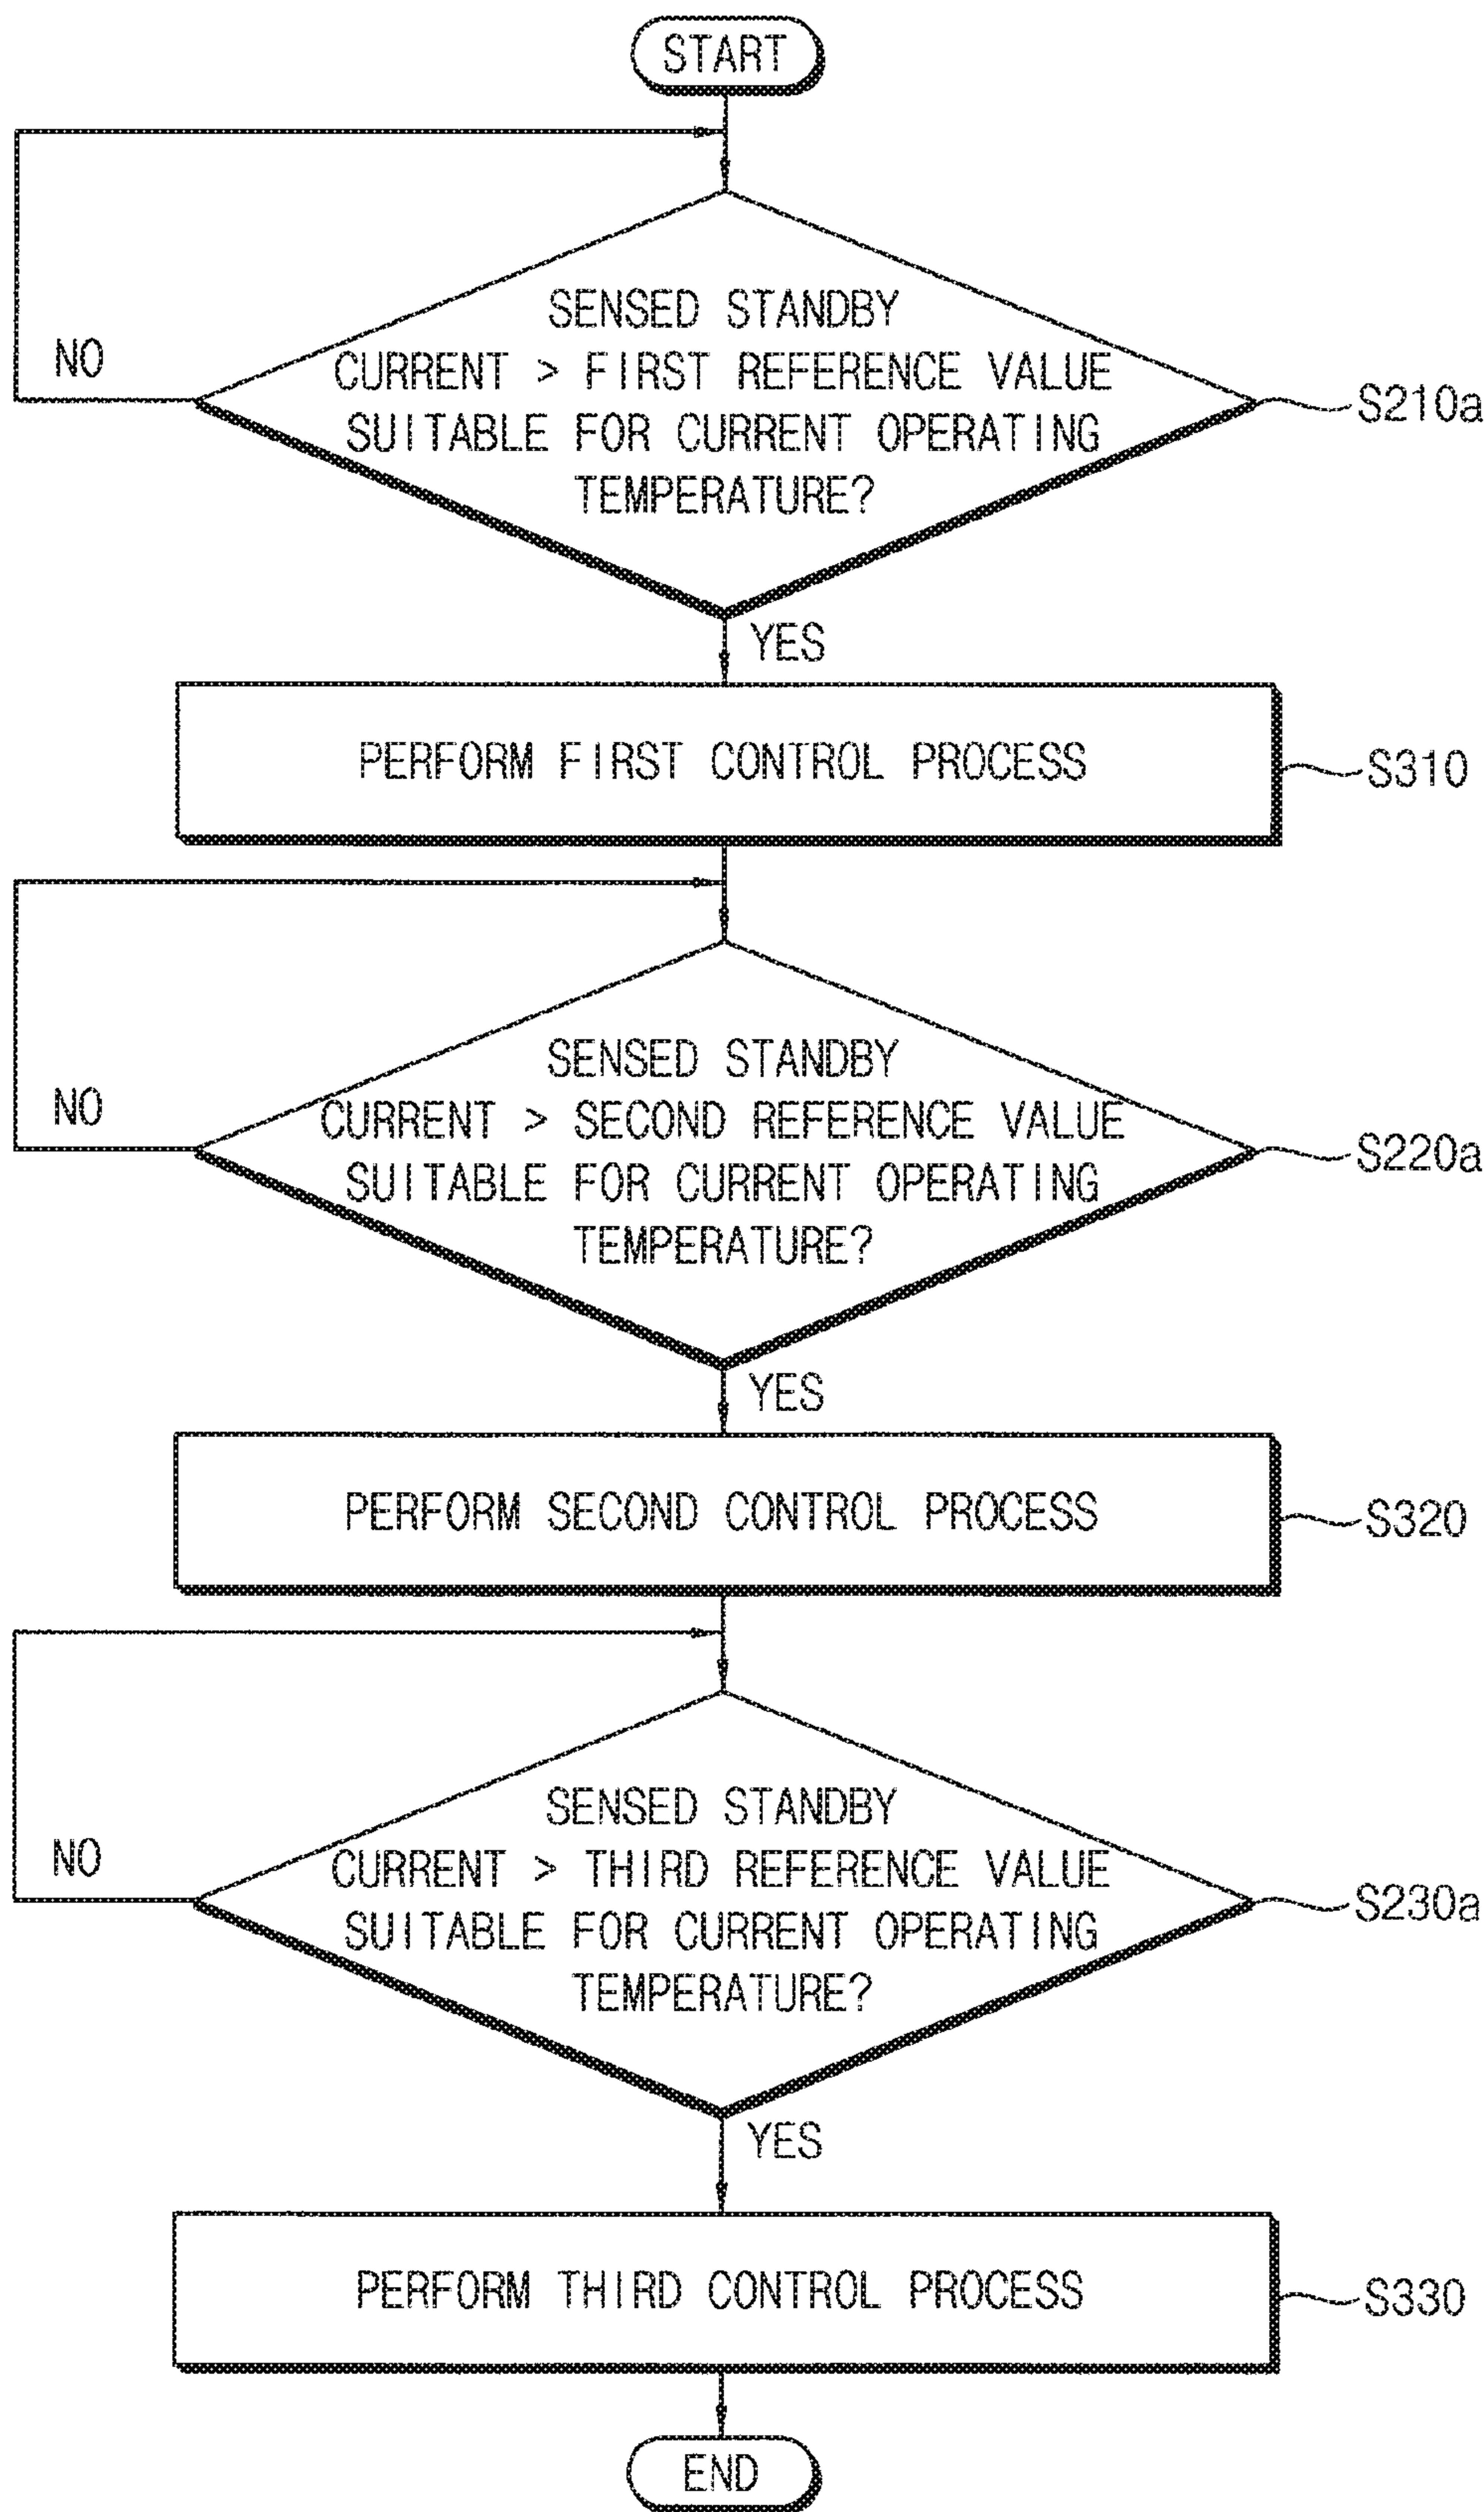 START
SENSED STANDBY
CURRENT > FIRST REFERENCE VALUE
SUITABLE FOR CURRENT OPERATING
TEMPERATURE?
NO
S210a
YES
PERFORM FIRST CONTROL PROCESS
S310
SENSED STANDBY
CURRENT > SECOND REFERENCE VALUE
SUITABLE FOR CURRENT OPERATING
TEMPERATURE?
NO
S220a
YES
PERFORM SECOND CONTROL PROCESS
S320
SENSED STANDBY
CURRENT > THIRD REFERENCE VALUE
SUITABLE FOR CURRENT OPERATING
TEMPERATURE?
NO
S230a
YES
PERFORM THIRD CONTROL PROCESS
S330
END